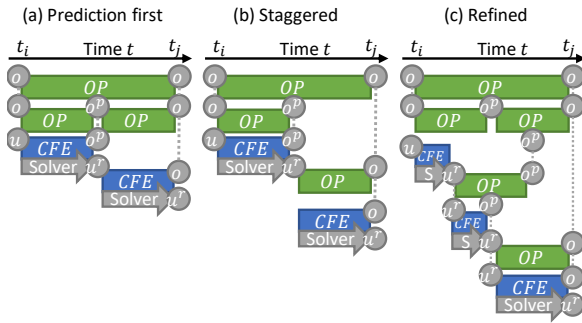 (a) Prediction first (b) Staggered (c) Refined
t_i Time t t_j t_i Time t t_j t_i Time t t_j
o OP o o OP o o OP o
o OP o^p OP o o OP o^p o OP o^p OP o
u CFE o^p u CFE o^p u CFE o^p
Solver u^r CFE o Solver u^r OP o S u^r OP o^p
Solver u^r u^r CFE o^p
CFE o S u^r OP o
Solver u^r u^r CFE o
Solver u^r